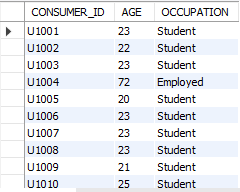 CONSUMER_ID AGE OCCUPATION
U1001 23 Student
U1002 22 Student
U1003 23 Student
U1004 72 Employed
U1005 20 Student
U1006 23 Student
U1007 23 Student
U1008 23 Student
U1009 21 Student
U1010 25 Student